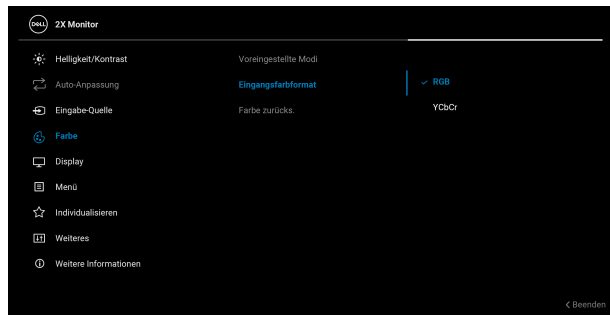 DELL 2X Monitor
Helligkeit/Kontrast
Auto-Anpassung
Eingabe-Quelle
Farbe
Display
Menü
Individualisieren
Weiteres
Weitere Informationen
Voreingestellte Modi
Eingangsfarbformat
Farbe zurücks.
RGB
YCbCr
Beenden